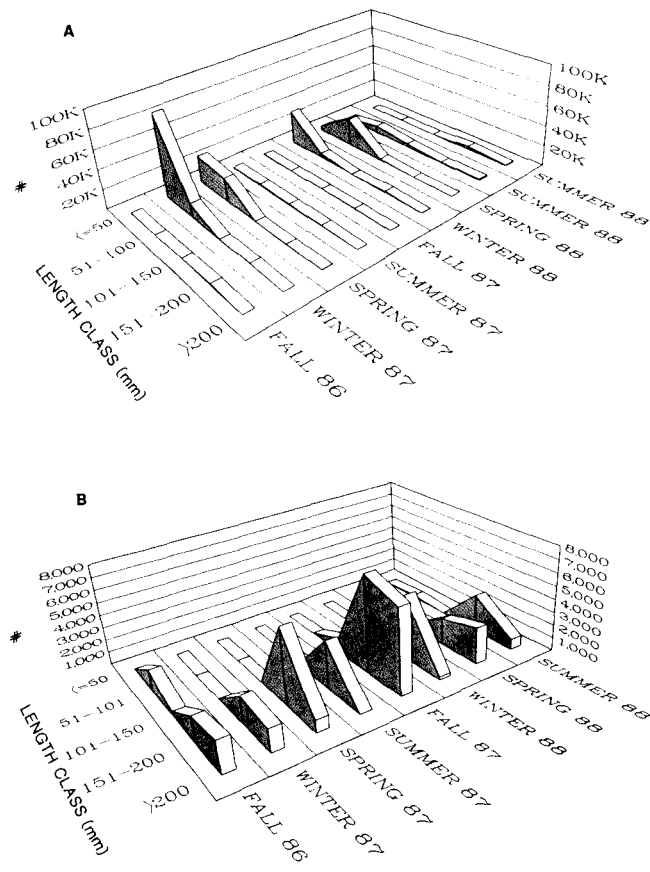 A
100K
80K
60K
40K
20K
#
100K
80K
60K
40K
20K
<=50
51-100
101-150
151-200
>200
LENGTH CLASS (mm)
FALL 86
WINTER 87
SPRING 87
SUMMER 87
FALL 87
WINTER 88
SPRING 88
SUMMER 88
SUMMER 88
B
8.000
7.000
6.000
5.000
4.000
3.000
2.000
1.000
#
8.000
7.000
6.000
5.000
4.000
3.000
2.000
1.000
<=50
51-101
101-150
151-200
>200
LENGTH CLASS (mm)
FALL 86
WINTER 87
SPRING 87
SUMMER 87
FALL 87
WINTER 88
SPRING 88
SUMMER 88